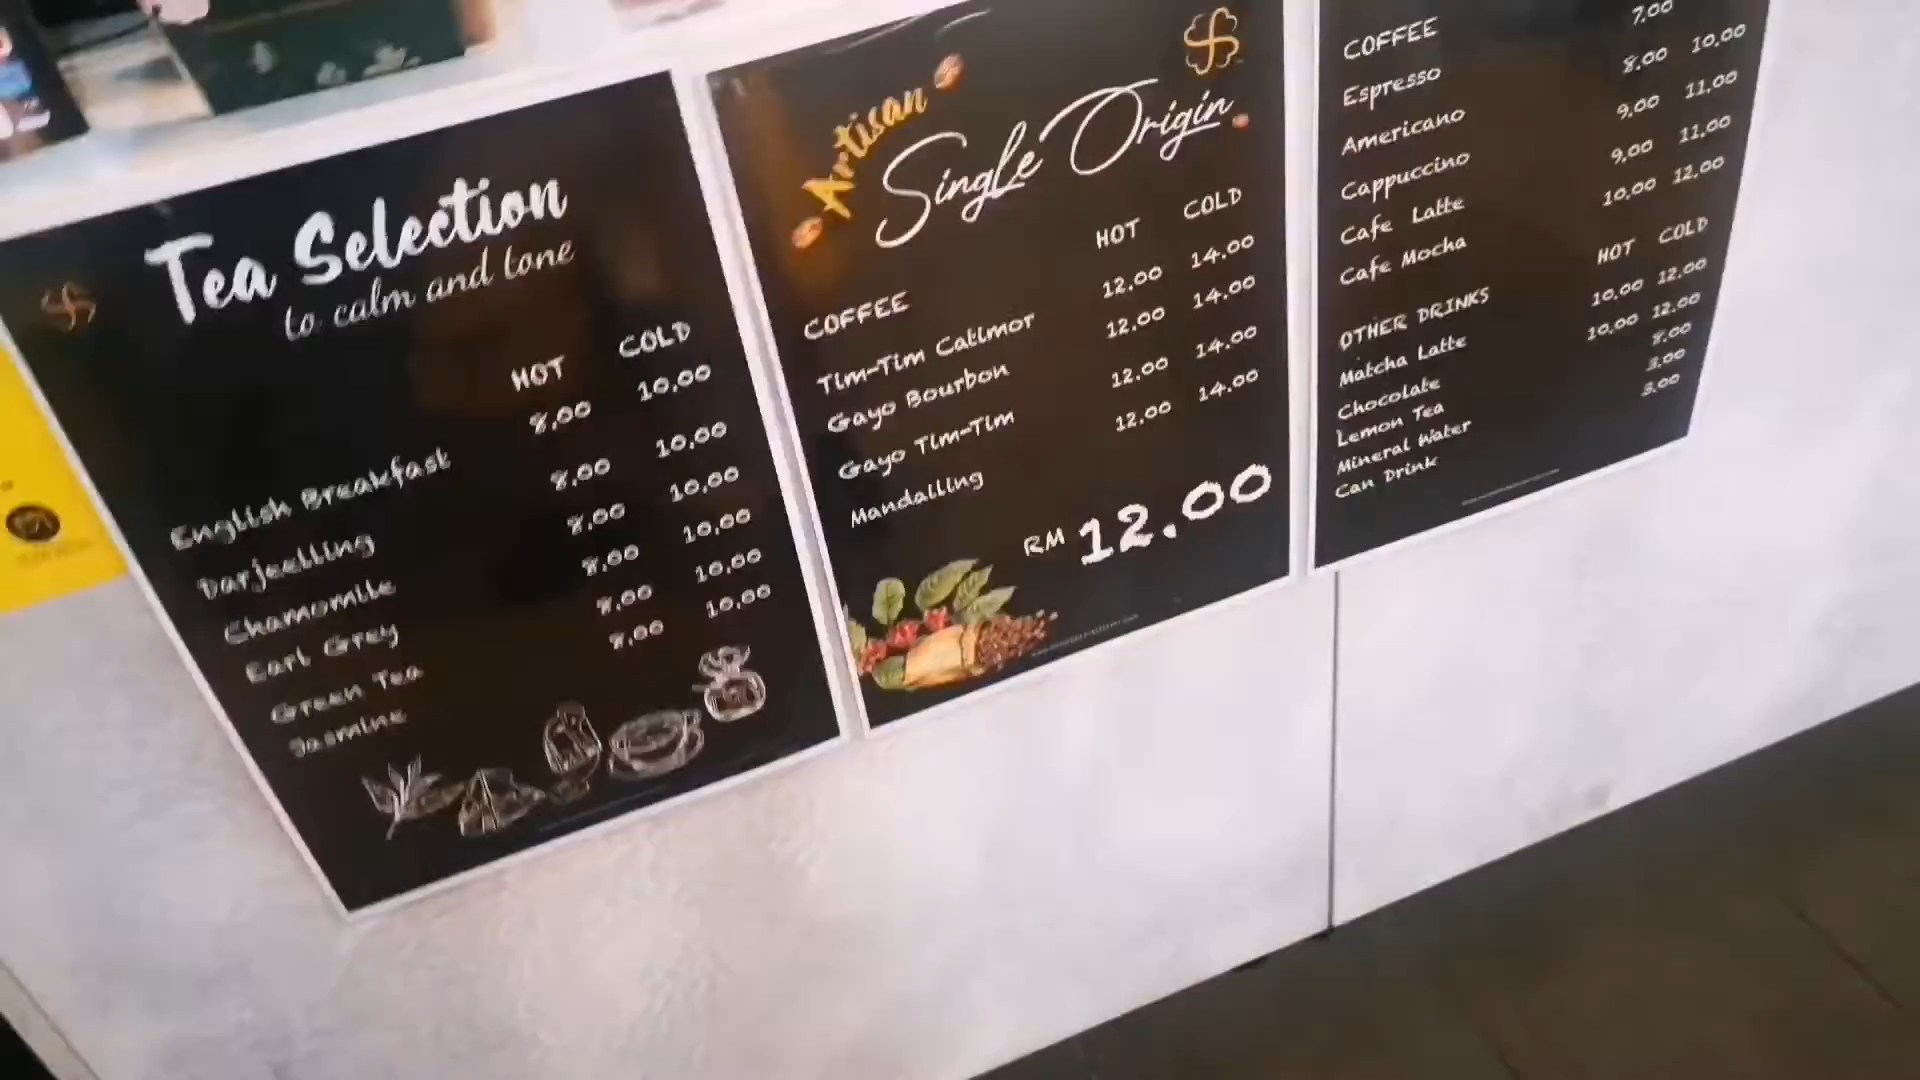 Tea Selection
to calm and tone
HOT COLD
English Breakfast 8.00 10.00
Darjeelling 8.00 10.00
Chamomile 8.00 10.00
Earl Grey 8.00 10.00
Green Tea 8.00 10.00
Jasmine 8.00 10.00
Artisan
Single Origin
COFFEE HOT COLD
Tim-Tim Catimor 12.00 14.00
Gayo Bourbon 12.00 14.00
Gayo Tim-Tim 12.00 14.00
Mandailing 12.00 14.00
RM 12.00
COFFEE
Espresso 7.00
Americano 8.00 10.00
Cappuccino 9.00 11.00
Cafe Latte 9.00 11.00
Cafe Mocha 10.00 12.00
OTHER DRINKS HOT COLD
Matcha Latte 10.00 12.00
Chocolate 10.00 12.00
Lemon Tea 8.00
Mineral Water 3.00
Can Drink 3.00